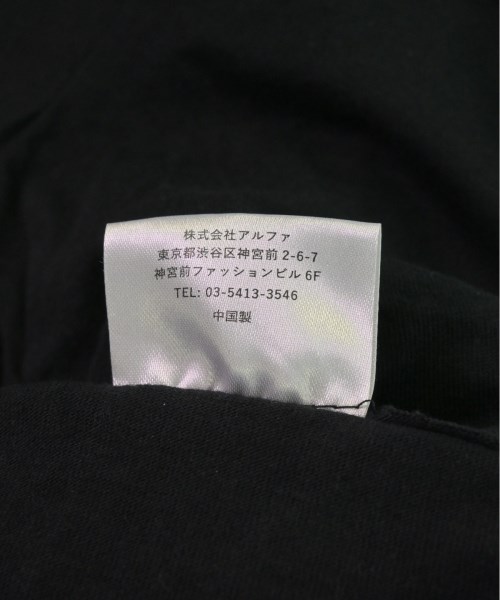 株式会社アルファ
東京都渋谷区神宮前2-6-7
神宮前ファッションビル6F
TEL: 03-5413-3546
中国製